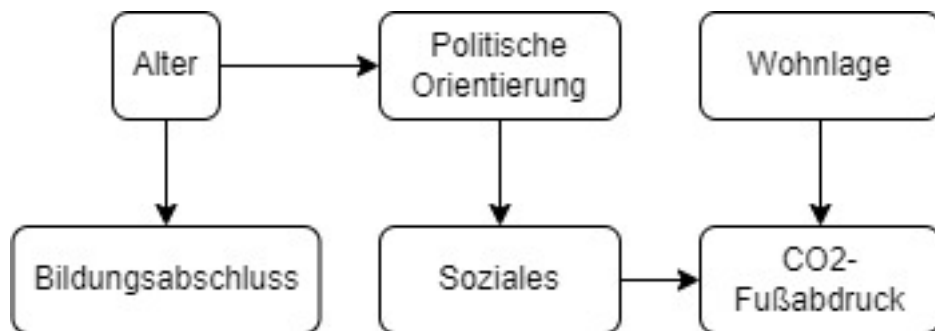 Alter
Politische
Orientierung
Wohnlage
Bildungsabschluss
Soziales
CO2-
Fußabdruck